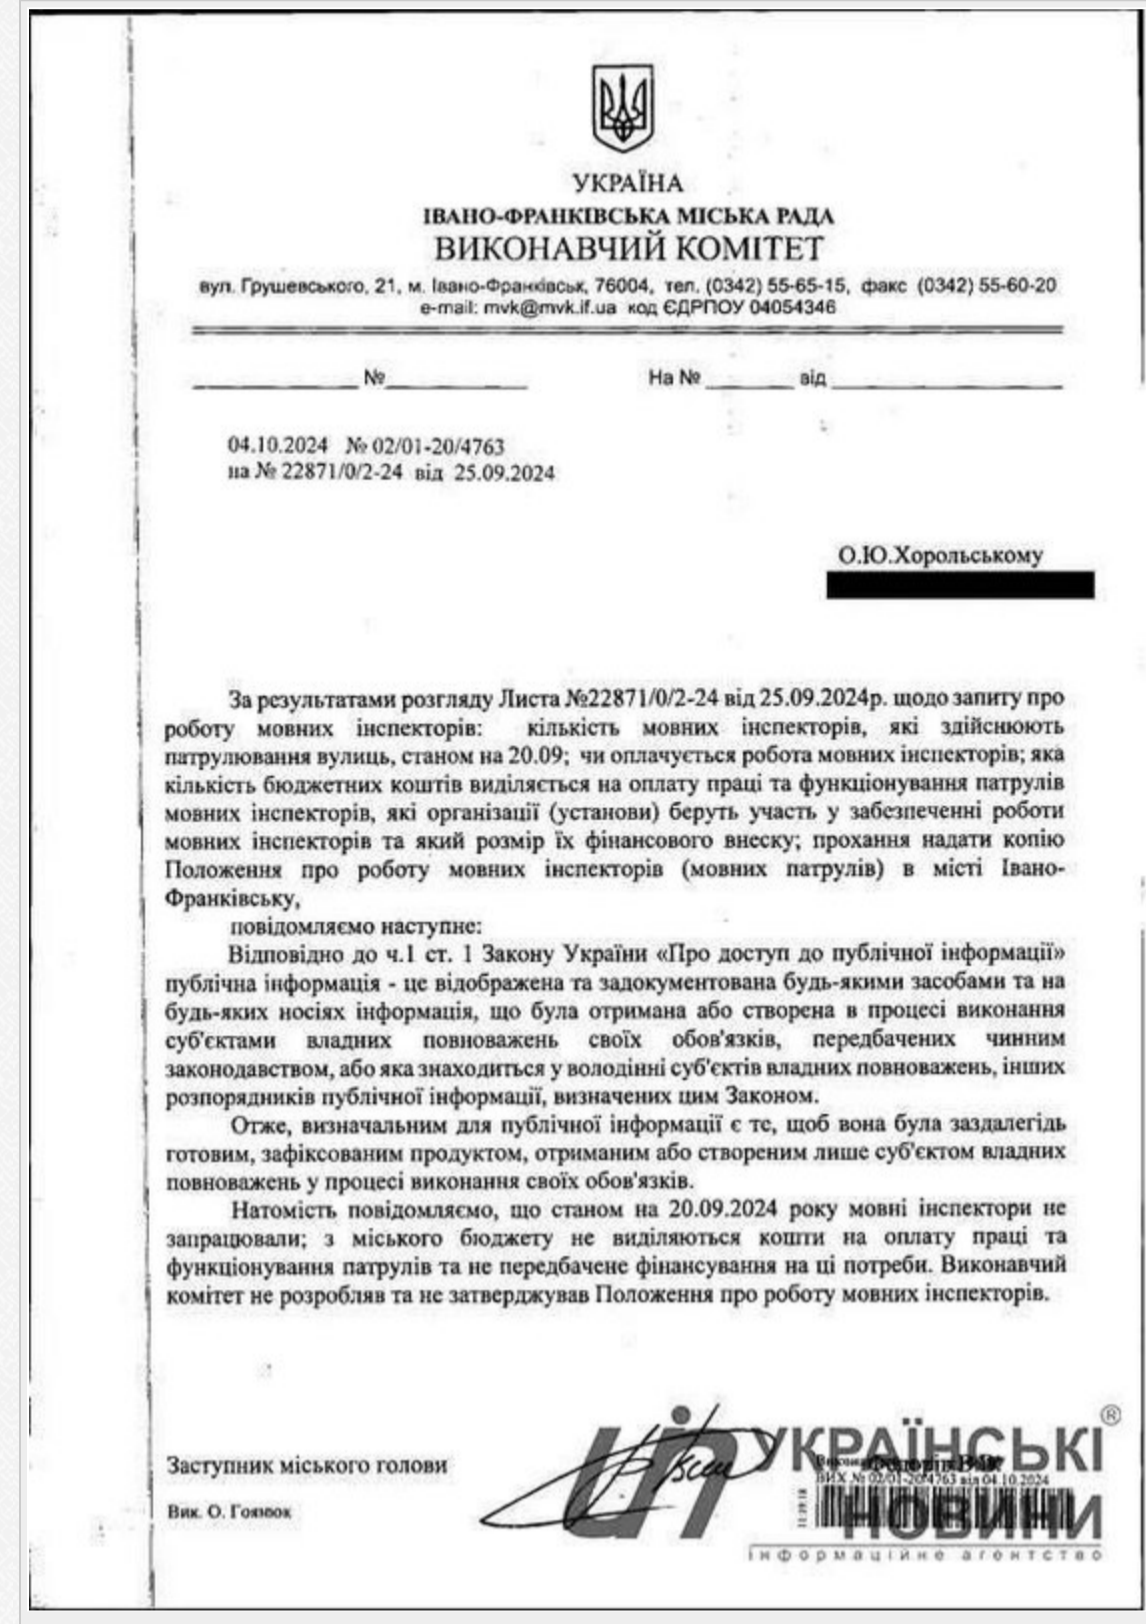 УКРАЇНА
ІВАНО-ФРАНКІВСЬКА МІСЬКА РАДА
ВИКОНАВЧИЙ КОМІТЕТ
вул. Грушевського, 21, м. Івано-Франківськ, 76004, тел. (0342) 55-65-15, факс (0342) 55-60-20
e-mail: mvk@mvk.if.ua код ЄДРПОУ 04054346
____________ №__________ На № ______ від ________________
04.10.2024 № 02/01-20/4763
на № 22871/0/2-24 від 25.09.2024
О.Ю.Хорольському
За результатами розгляду Листа №22871/0/2-24 від 25.09.2024р. щодо запиту про
роботу мовних інспекторів: кількість мовних інспекторів, які здійснюють
патрулювання вулиць, станом на 20.09; чи оплачується робота мовних інспекторів; яка
кількість бюджетних коштів виділяється на оплату праці та функціонування патрулів
мовних інспекторів, які організації (установи) беруть участь у забезпеченні роботи
мовних інспекторів та який розмір їх фінансового внеску; прохання надати копію
Положення про роботу мовних інспекторів (мовних патрулів) в місті Івано-
Франківську,
повідомляємо наступне:
Відповідно до ч.1 ст. 1 Закону України «Про доступ до публічної інформації»
публічна інформація - це відображена та задокументована будь-якими засобами та на
будь-яких носіях інформація, що була отримана або створена в процесі виконання
суб'єктами владних повноважень своїх обов'язків, передбачених чинним
законодавством, або яка знаходиться у володінні суб'єктів владних повноважень, інших
розпорядників публічної інформації, визначених цим Законом.
Отже, визначальним для публічної інформації є те, щоб вона була заздалегідь
готовим, зафіксованим продуктом, отриманим або створеним лише суб'єктом владних
повноважень у процесі виконання своїх обов'язків.
Натомість повідомляємо, що станом на 20.09.2024 року мовні інспектори не
запрацювали; з міського бюджету не виділяються кошти на оплату праці та
функціонування патрулів та не передбачене фінансування на ці потреби. Виконавчий
комітет не розробляв та не затверджував Положення про роботу мовних інспекторів.
Заступник міського голови
Вик. О. Гоянюк
УКРАЇНСЬКІ ®
ВИХ № 02/01-20/4763 від 04.10.2024
НОВИНИ
інформаційне агентство